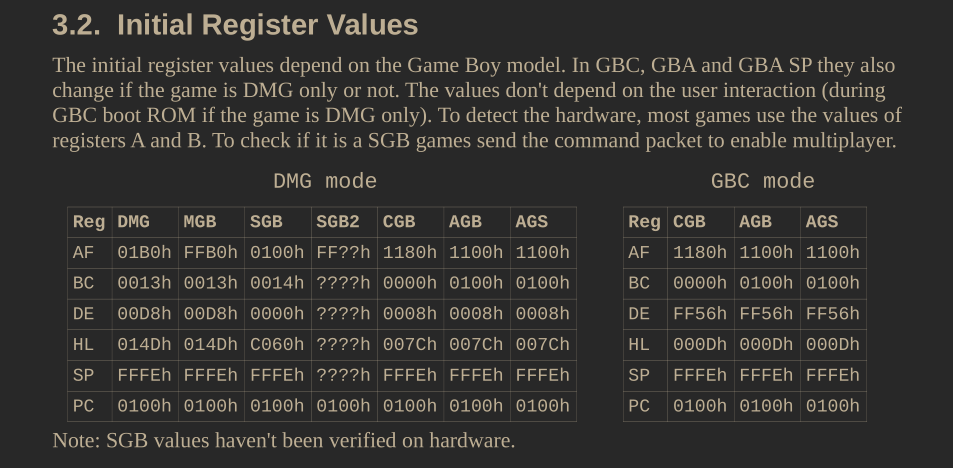 3.2. Initial Register Values
The initial register values depend on the Game Boy model. In GBC, GBA and GBA SP they also
change if the game is DMG only or not. The values don't depend on the user interaction (during
GBC boot ROM if the game is DMG only). To detect the hardware, most games use the values of
registers A and B. To check if it is a SGB games send the command packet to enable multiplayer.
DMG mode
Reg DMG MGB SGB SGB2 CGB AGB AGS
AF 01B0h FFB0h 0100h FF??h 1180h 1100h 1100h
BC 0013h 0013h 0014h ????h 0000h 0100h 0100h
DE 00D8h 00D8h 0000h ????h 0008h 0008h 0008h
HL 014Dh 014Dh C060h ????h 007Ch 007Ch 007Ch
SP FFFEh FFFEh FFFEh ????h FFFEh FFFEh FFFEh
PC 0100h 0100h 0100h 0100h 0100h 0100h 0100h
GBC mode
Reg CGB AGB AGS
AF 1180h 1100h 1100h
BC 0000h 0100h 0100h
DE FF56h FF56h FF56h
HL 000Dh 000Dh 000Dh
SP FFFEh FFFEh FFFEh
PC 0100h 0100h 0100h
Note: SGB values haven't been verified on hardware.